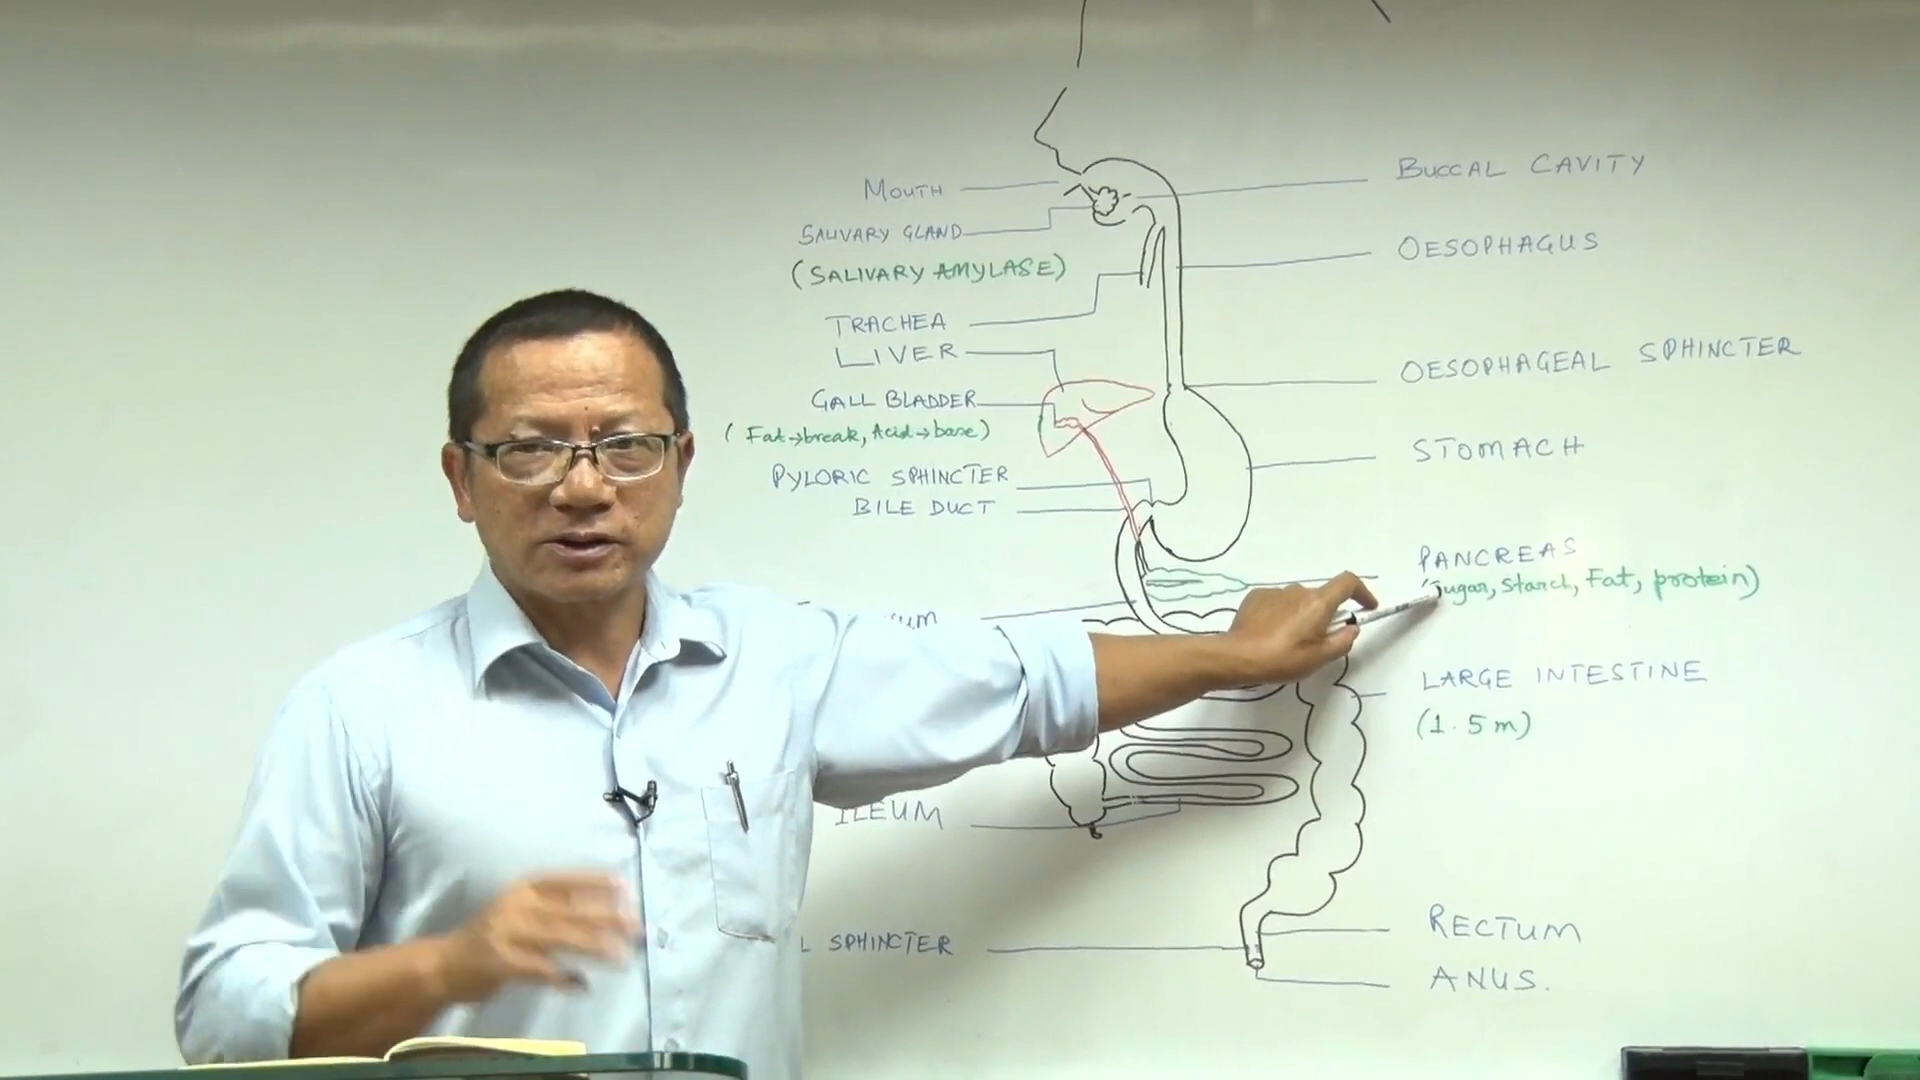 MOUTH
SALIVARY GLAND
(SALIVARY AMYLASE)
TRACHEA
LIVER
GALL BLADDER
(Fat→break, Acid→base)
PYLORIC SPHINCTER
BILE DUCT
ILEUM
SPHINCTER
BUCCAL CAVITY
OESOPHAGUS
OESOPHAGEAL SPHINCTER
STOMACH
PANCREAS
(Sugar, Starch, Fat, protein)
LARGE INTESTINE
(1.5m)
RECTUM
ANUS.